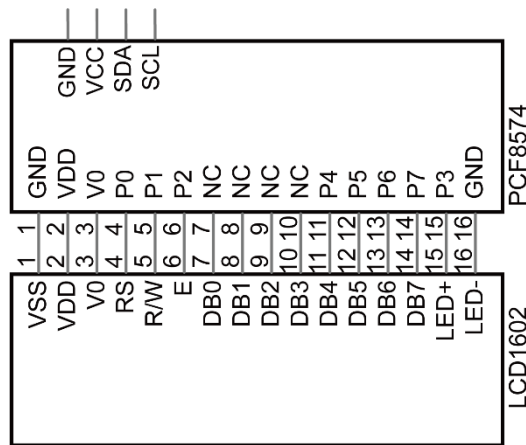 GND VCC SDA SCL
GND VDD V0 P0 P1 P2 NC NC NC NC P4 P5 P6 P7 P3 GND
PCF8574
1 2 3 4 5 6 7 8 9 10 11 12 13 14 15 16
1 2 3 4 5 6 7 8 9 10 11 12 13 14 15 16
VSS VDD V0 RS R/W E DB0 DB1 DB2 DB3 DB4 DB5 DB6 DB7 LED+ LED-
LCD1602